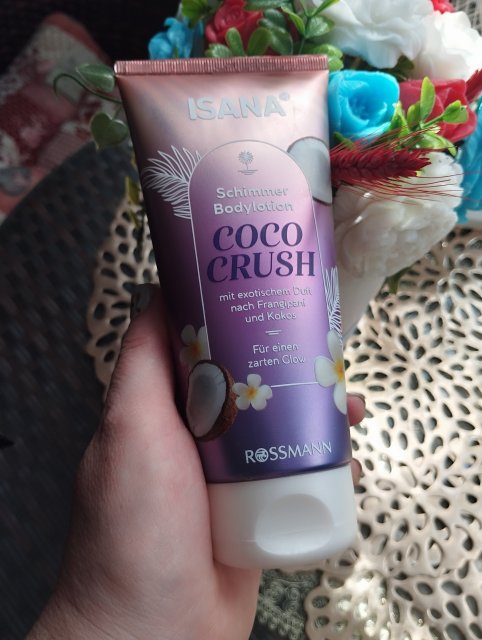 ISANA
Schimmer
Bodylotion
COCO
CRUSH
mit exotischem Duft
nach Frangipani
und Kokos
Für einen
zarten Glow
ROSSMANN